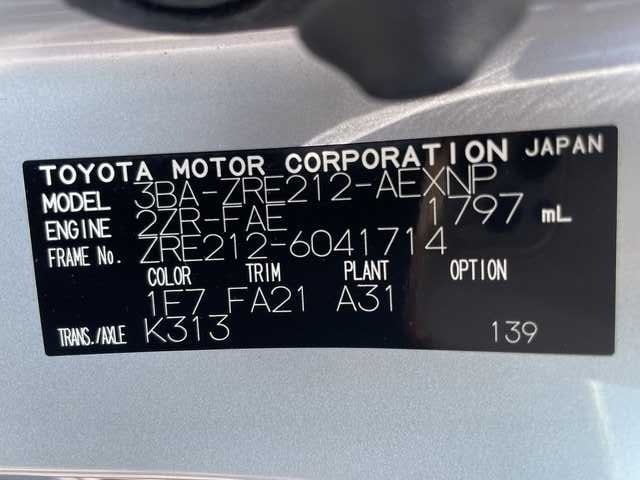 TOYOTA MOTOR CORPORATION JAPAN
MODEL 3BA-ZRE212-AEXNP
ENGINE 2ZR-FAE 1797 mL
FRAME No. ZRE212-6041714
COLOR TRIM PLANT OPTION
1F7 FA21 A31
TRANS./AXLE K313 139